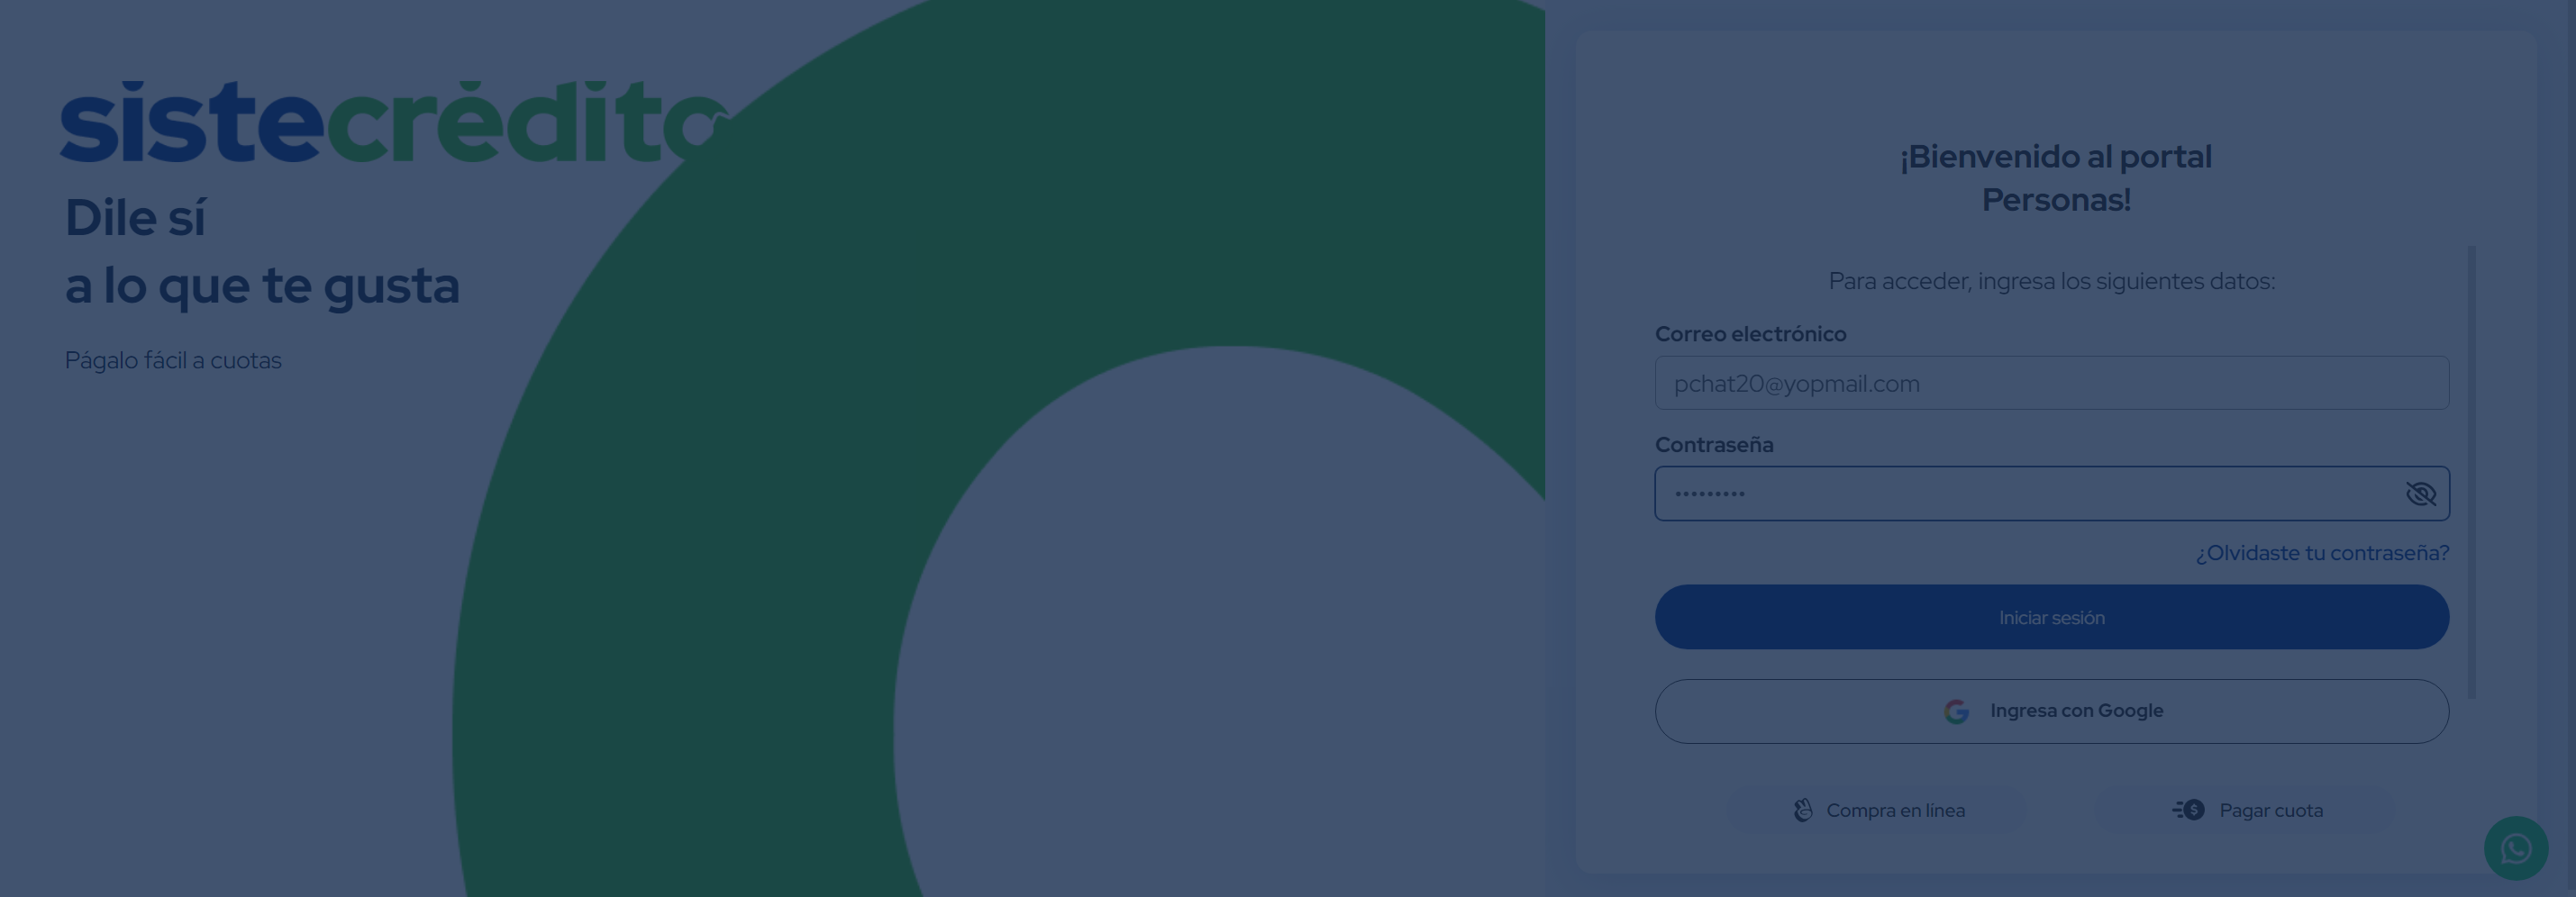 sistecrédito
Dile sí
a lo que te gusta
Págalo fácil a cuotas
¡Bienvenido al portal
Personas!
Para acceder, ingresa los siguientes datos:
Correo electrónico
pchat20@yopmail.com
Contraseña
•••••••••
¿Olvidaste tu contraseña?
Iniciar sesión
Ingresa con Google
Compra en línea
Pagar cuota